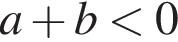 a + b < 0